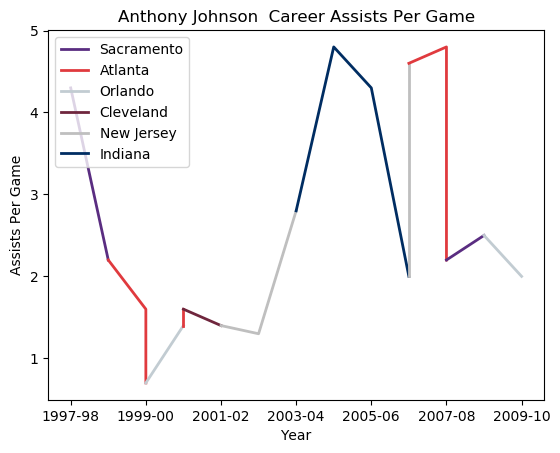 Anthony Johnson  Career Assists Per Game
Sacramento
Atlanta
Orlando
Cleveland
New Jersey
Indiana
5
4
3
2
1
Assists Per Game
1997-98 1999-00 2001-02 2003-04 2005-06 2007-08 2009-10
Year